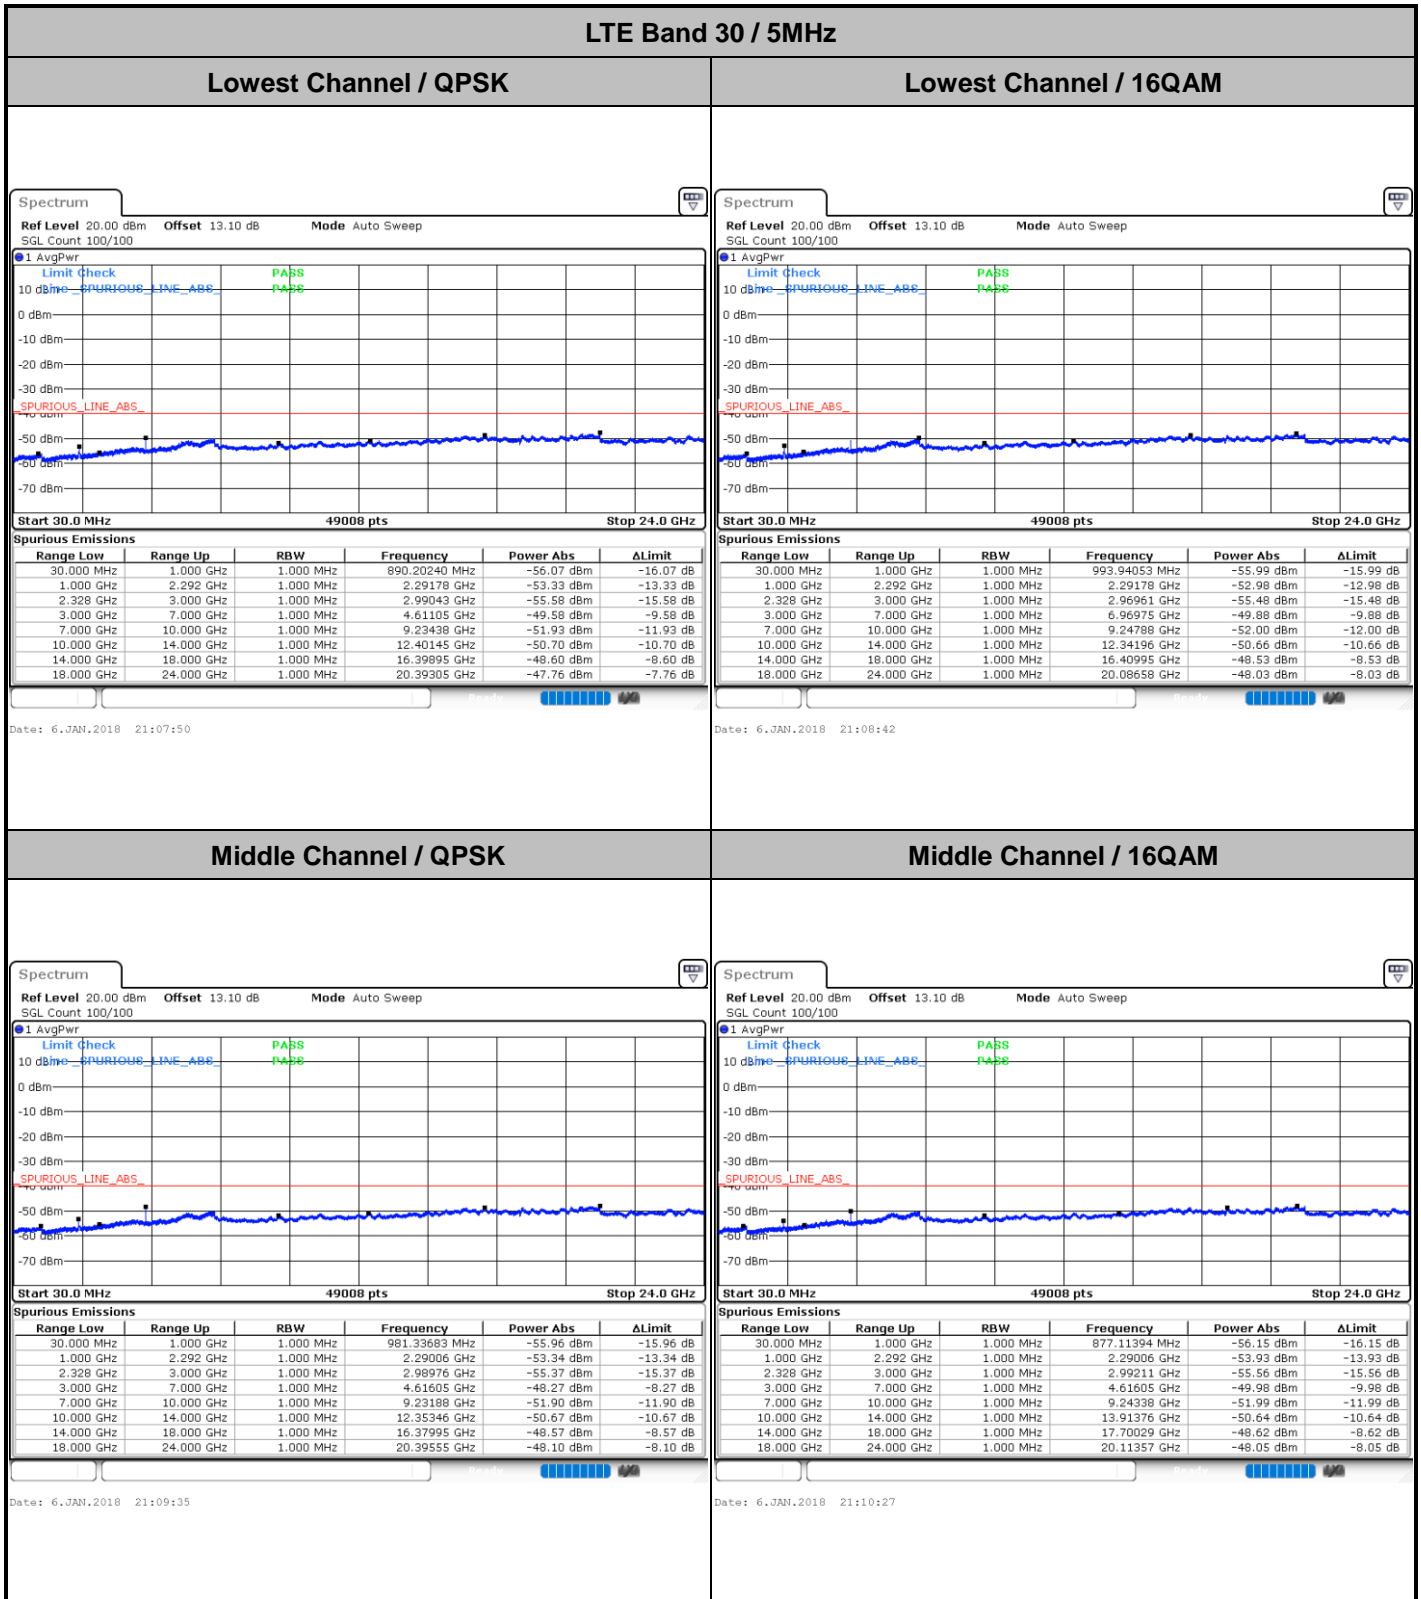 LTE Band 30 / 5MHz
Lowest Channel / QPSK
Lowest Channel / 16QAM
Spectrum
Ref Level 20.00 dBm Offset 13.10 dB Mode Auto Sweep
SGL Count 100/100
1 AvgPwr
Limit Check PASS
10 dBm Line _SPURIOUS_LINE_ABS_ PASS
0 dBm
-10 dBm
-20 dBm
-30 dBm
_SPURIOUS_LINE_ABS_
-40 dBm
-50 dBm
-60 dBm
-70 dBm
Start 30.0 MHz 49008 pts Stop 24.0 GHz
Spurious Emissions
Range Low Range Up RBW Frequency Power Abs ΔLimit
30.000 MHz 1.000 GHz 1.000 MHz 890.20240 MHz -56.07 dBm -16.07 dB
1.000 GHz 2.292 GHz 1.000 MHz 2.29178 GHz -53.33 dBm -13.33 dB
2.328 GHz 3.000 GHz 1.000 MHz 2.99043 GHz -55.58 dBm -15.58 dB
3.000 GHz 7.000 GHz 1.000 MHz 4.61105 GHz -49.58 dBm -9.58 dB
7.000 GHz 10.000 GHz 1.000 MHz 9.23438 GHz -51.93 dBm -11.93 dB
10.000 GHz 14.000 GHz 1.000 MHz 12.40145 GHz -50.70 dBm -10.70 dB
14.000 GHz 18.000 GHz 1.000 MHz 16.39895 GHz -48.60 dBm -8.60 dB
18.000 GHz 24.000 GHz 1.000 MHz 20.39305 GHz -47.76 dBm -7.76 dB
Date: 6.JAN.2018 21:07:50
Spectrum
Ref Level 20.00 dBm Offset 13.10 dB Mode Auto Sweep
SGL Count 100/100
1 AvgPwr
Limit Check PASS
10 dBm Line _SPURIOUS_LINE_ABS_ PASS
0 dBm
-10 dBm
-20 dBm
-30 dBm
_SPURIOUS_LINE_ABS_
-40 dBm
-50 dBm
-60 dBm
-70 dBm
Start 30.0 MHz 49008 pts Stop 24.0 GHz
Spurious Emissions
Range Low Range Up RBW Frequency Power Abs ΔLimit
30.000 MHz 1.000 GHz 1.000 MHz 993.94053 MHz -55.99 dBm -15.99 dB
1.000 GHz 2.292 GHz 1.000 MHz 2.29178 GHz -52.98 dBm -12.98 dB
2.328 GHz 3.000 GHz 1.000 MHz 2.96961 GHz -55.48 dBm -15.48 dB
3.000 GHz 7.000 GHz 1.000 MHz 6.96975 GHz -49.88 dBm -9.88 dB
7.000 GHz 10.000 GHz 1.000 MHz 9.24788 GHz -52.00 dBm -12.00 dB
10.000 GHz 14.000 GHz 1.000 MHz 12.34196 GHz -50.66 dBm -10.66 dB
14.000 GHz 18.000 GHz 1.000 MHz 16.40995 GHz -48.53 dBm -8.53 dB
18.000 GHz 24.000 GHz 1.000 MHz 20.08658 GHz -48.03 dBm -8.03 dB
Date: 6.JAN.2018 21:08:42
Middle Channel / QPSK
Middle Channel / 16QAM
Spectrum
Ref Level 20.00 dBm Offset 13.10 dB Mode Auto Sweep
SGL Count 100/100
1 AvgPwr
Limit Check PASS
10 dBm Line _SPURIOUS_LINE_ABS_ PASS
0 dBm
-10 dBm
-20 dBm
-30 dBm
_SPURIOUS_LINE_ABS_
-40 dBm
-50 dBm
-60 dBm
-70 dBm
Start 30.0 MHz 49008 pts Stop 24.0 GHz
Spurious Emissions
Range Low Range Up RBW Frequency Power Abs ΔLimit
30.000 MHz 1.000 GHz 1.000 MHz 981.33683 MHz -55.96 dBm -15.96 dB
1.000 GHz 2.292 GHz 1.000 MHz 2.29006 GHz -53.34 dBm -13.34 dB
2.328 GHz 3.000 GHz 1.000 MHz 2.98976 GHz -55.37 dBm -15.37 dB
3.000 GHz 7.000 GHz 1.000 MHz 4.61605 GHz -48.27 dBm -8.27 dB
7.000 GHz 10.000 GHz 1.000 MHz 9.23188 GHz -51.90 dBm -11.90 dB
10.000 GHz 14.000 GHz 1.000 MHz 12.35346 GHz -50.67 dBm -10.67 dB
14.000 GHz 18.000 GHz 1.000 MHz 16.37995 GHz -48.57 dBm -8.57 dB
18.000 GHz 24.000 GHz 1.000 MHz 20.39555 GHz -48.10 dBm -8.10 dB
Date: 6.JAN.2018 21:09:35
Spectrum
Ref Level 20.00 dBm Offset 13.10 dB Mode Auto Sweep
SGL Count 100/100
1 AvgPwr
Limit Check PASS
10 dBm Line _SPURIOUS_LINE_ABS_ PASS
0 dBm
-10 dBm
-20 dBm
-30 dBm
_SPURIOUS_LINE_ABS_
-40 dBm
-50 dBm
-60 dBm
-70 dBm
Start 30.0 MHz 49008 pts Stop 24.0 GHz
Spurious Emissions
Range Low Range Up RBW Frequency Power Abs ΔLimit
30.000 MHz 1.000 GHz 1.000 MHz 877.11394 MHz -56.15 dBm -16.15 dB
1.000 GHz 2.292 GHz 1.000 MHz 2.29006 GHz -53.93 dBm -13.93 dB
2.328 GHz 3.000 GHz 1.000 MHz 2.99211 GHz -55.56 dBm -15.56 dB
3.000 GHz 7.000 GHz 1.000 MHz 4.61605 GHz -49.98 dBm -9.98 dB
7.000 GHz 10.000 GHz 1.000 MHz 9.24338 GHz -51.99 dBm -11.99 dB
10.000 GHz 14.000 GHz 1.000 MHz 13.91376 GHz -50.64 dBm -10.64 dB
14.000 GHz 18.000 GHz 1.000 MHz 17.70029 GHz -48.62 dBm -8.62 dB
18.000 GHz 24.000 GHz 1.000 MHz 20.11357 GHz -48.05 dBm -8.05 dB
Date: 6.JAN.2018 21:10:27